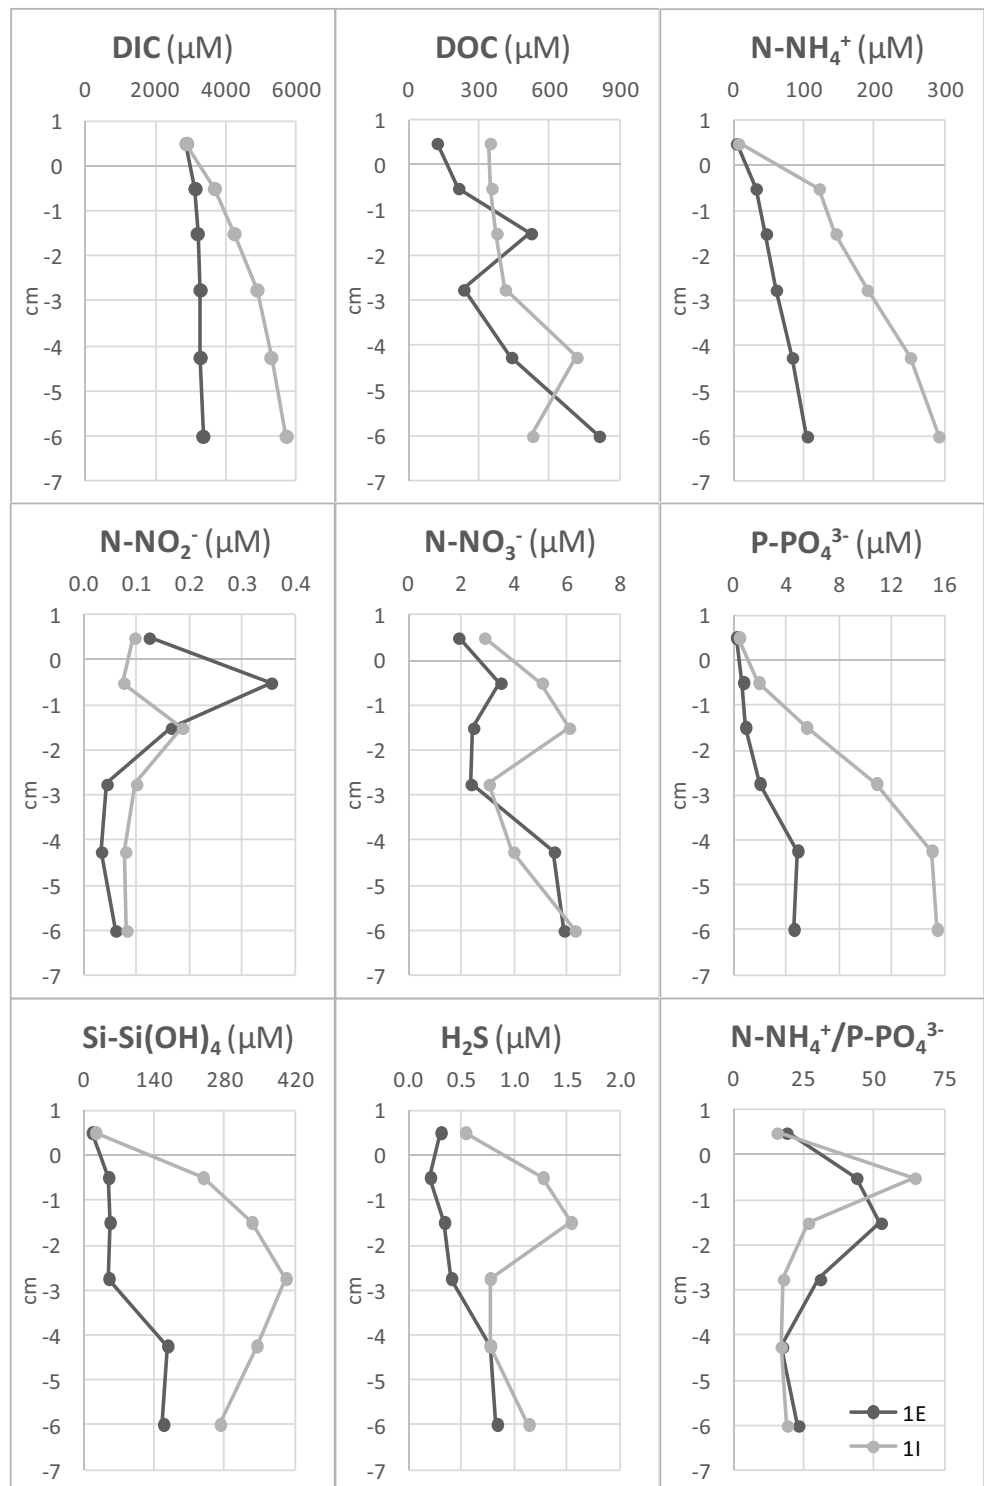 DIC (µM)
0 2000 4000 6000
1
0
-1
-2
-3
-4
-5
-6
-7
cm
DOC (µM)
0 300 600 900
1
0
-1
-2
-3
-4
-5
-6
-7
cm
N-NH₄⁺ (µM)
0 100 200 300
1
0
-1
-2
-3
-4
-5
-6
-7
cm
N-NO₂⁻ (µM)
0.0 0.1 0.2 0.3 0.4
1
0
-1
-2
-3
-4
-5
-6
-7
cm
N-NO₃⁻ (µM)
0 2 4 6 8
1
0
-1
-2
-3
-4
-5
-6
-7
cm
P-PO₄³⁻ (µM)
0 4 8 12 16
1
0
-1
-2
-3
-4
-5
-6
-7
cm
Si-Si(OH)₄ (µM)
0 140 280 420
1
0
-1
-2
-3
-4
-5
-6
-7
cm
H₂S (µM)
0.0 0.5 1.0 1.5 2.0
1
0
-1
-2
-3
-4
-5
-6
-7
cm
N-NH₄⁺/P-PO₄³⁻
0 25 50 75
1
0
-1
-2
-3
-4
-5
-6
-7
cm
1E
1I